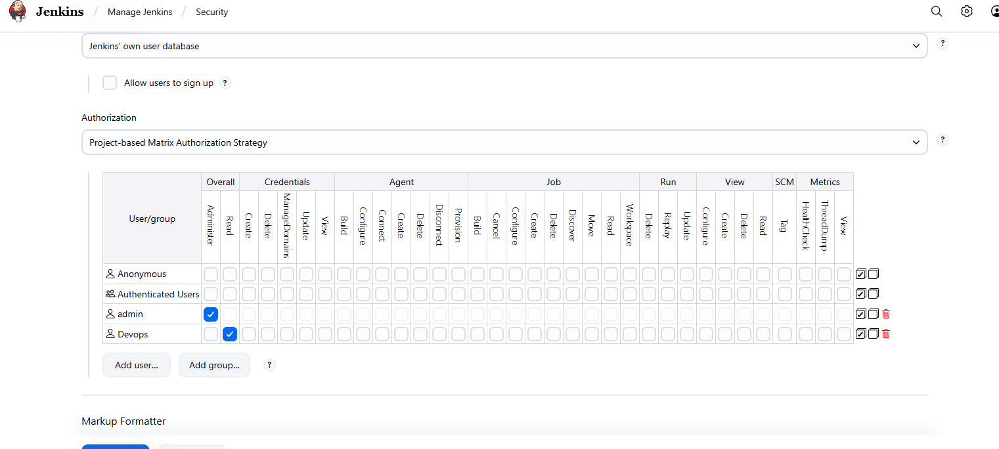 Jenkins / Manage Jenkins / Security
Jenkins' own user database
?
Allow users to sign up ?
Authorization
Project-based Matrix Authorization Strategy
?
User/group Overall Credentials Agent Job Run View SCM Metrics
Administer Read Create Delete ManageDomains Update View Build Configure Connect Create Delete Disconnect Provision Build Cancel Configure Create Delete Discover Move Read Workspace Delete Replay Update Configure Create Delete Read Tag HealthCheck ThreadDump View
Anonymous
Authenticated Users
admin
Devops
Add user... Add group... ?
Markup Formatter